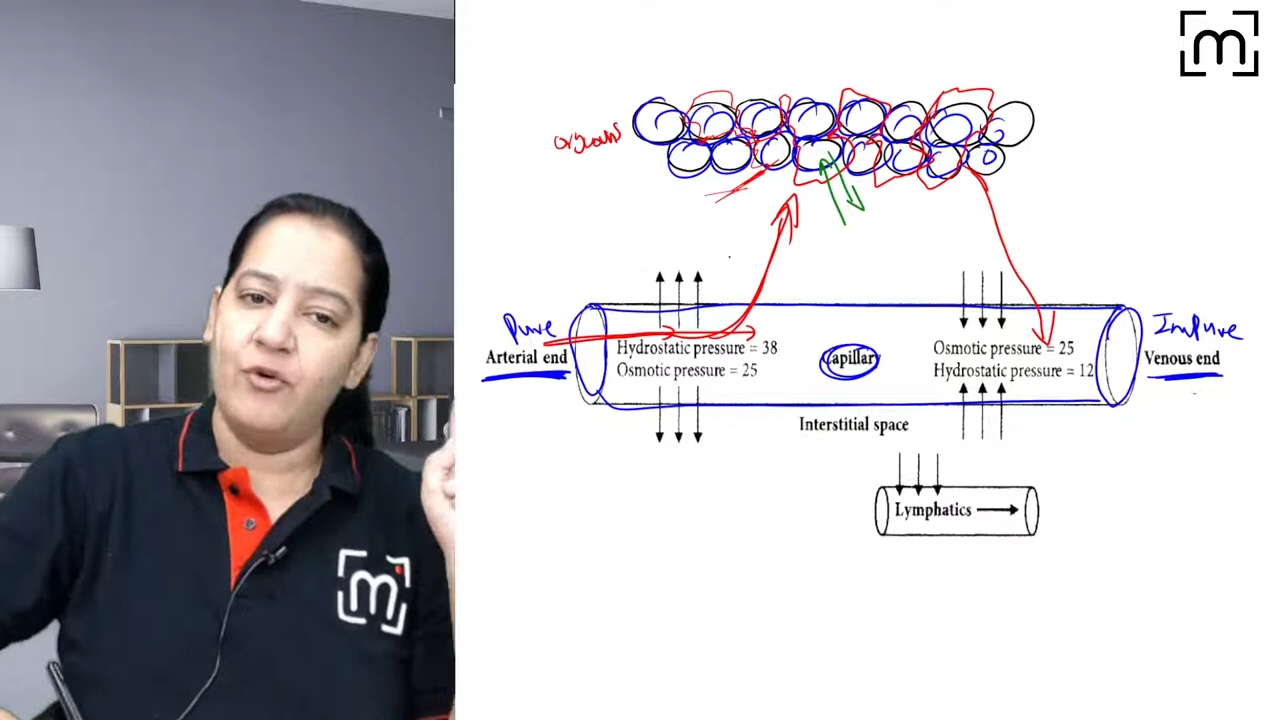 m
organs
Pure
Impure
Arterial end
Hydrostatic pressure = 38
Osmotic pressure = 25
Capillary
Osmotic pressure = 25
Hydrostatic pressure = 12
Venous end
Interstitial space
Lymphatics
m